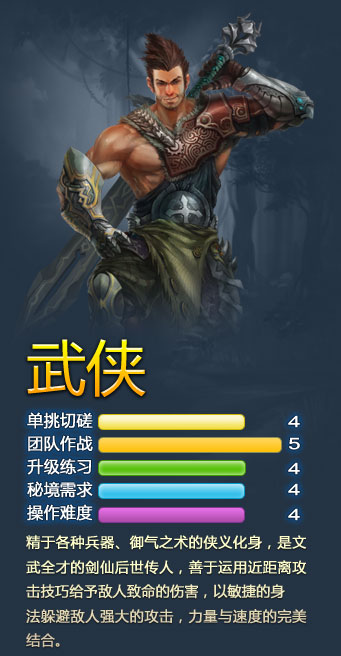 武侠
单挑切磋 4
团队作战 5
升级练习 4
秘境需求 4
操作难度 4
精于各种兵器、御气之术的侠义化身，是文
武全才的剑仙后世传人，善于运用近距离攻
击技巧给予敌人致命的伤害，以敏捷的身
法躲避敌人强大的攻击，力量与速度的完美
结合。